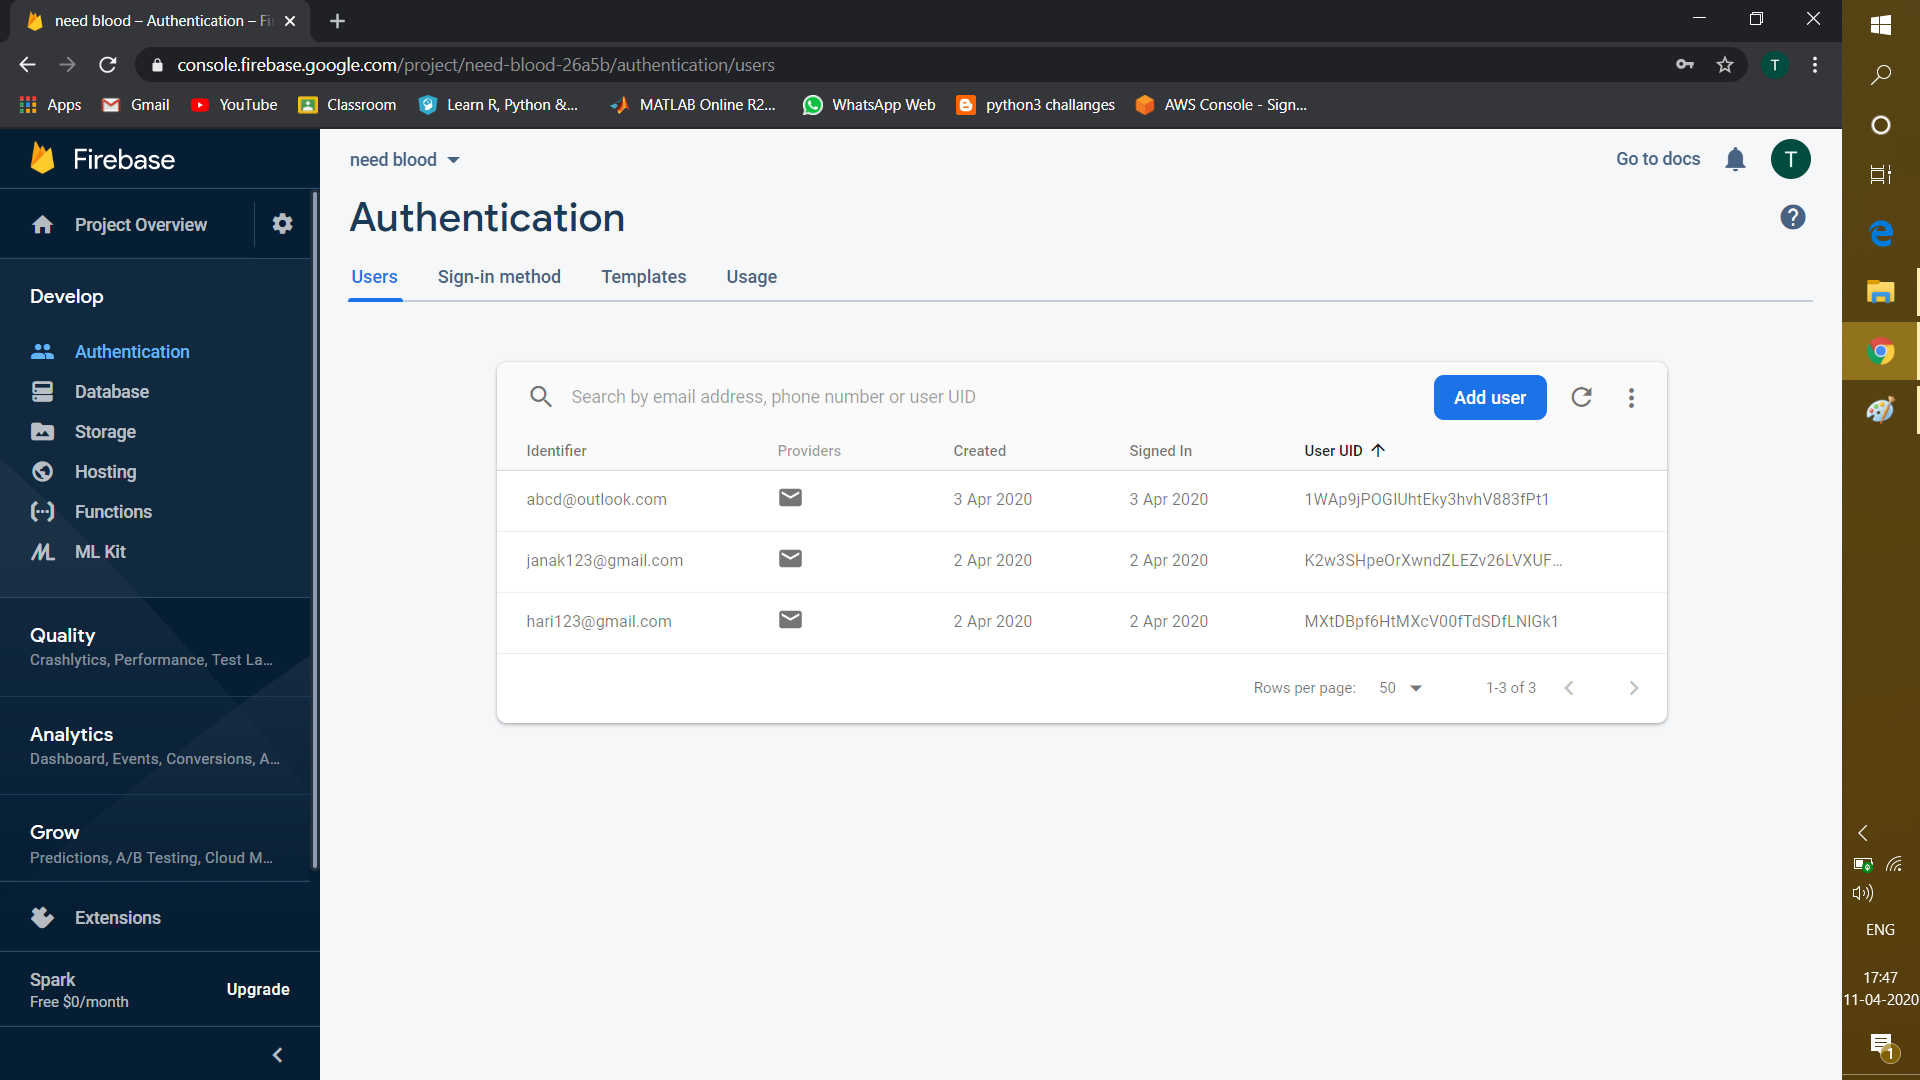 need blood – Authentication – Fi
console.firebase.google.com/project/need-blood-26a5b/authentication/users
T
Apps
Gmail
YouTube
Classroom
Learn R, Python &...
MATLAB Online R2...
WhatsApp Web
python3 challanges
AWS Console - Sign...
Firebase
Project Overview
Develop
Authentication
Database
Storage
Hosting
Functions
ML Kit
Quality
Crashlytics, Performance, Test La...
Analytics
Dashboard, Events, Conversions, A...
Grow
Predictions, A/B Testing, Cloud M...
Extensions
Spark
Free $0/month
Upgrade
need blood
Go to docs
T
Authentication
Users
Sign-in method
Templates
Usage
Search by email address, phone number or user UID
Add user
Identifier Providers Created Signed In User UID
abcd@outlook.com 3 Apr 2020 3 Apr 2020 1WAp9jPOGIUhtEky3hvhV883fPt1
janak123@gmail.com 2 Apr 2020 2 Apr 2020 K2w3SHpeOrXwndZLEZv26LVXUF...
hari123@gmail.com 2 Apr 2020 2 Apr 2020 MXtDBpf6HtMXcV00fTdSDfLNIGk1
Rows per page: 50 1-3 of 3
ENG
17:47
11-04-2020
1